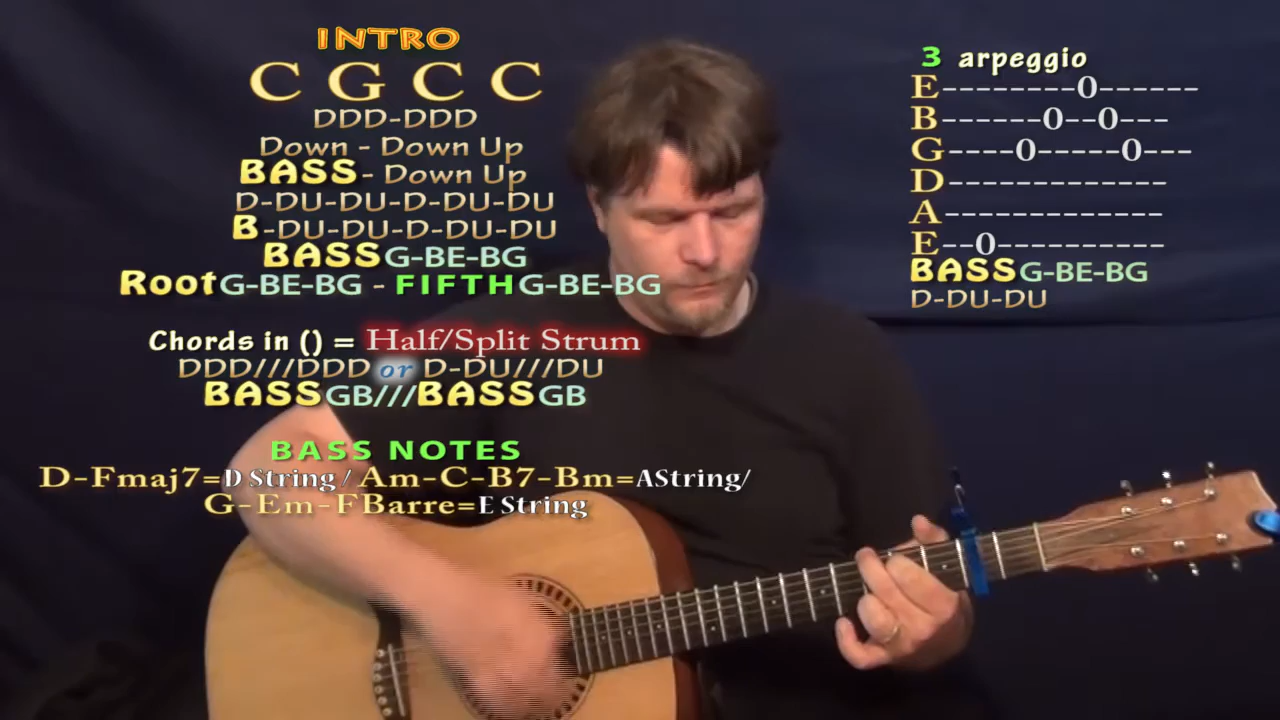 INTRO
C G C C
DDD-DDD
Down - Down Up
BASS - Down Up
D-DU-DU-D-DU-DU
B-DU-DU-D-DU-DU
BASSG-BE-BG
RootG-BE-BG - FIFTHG-BE-BG
Chords in () = Half/Split Strum
DDD///DDD or D-DU///DU
BASSGB///BASSGB
BASS NOTES
D-Fmaj7=D String / Am-C-B7-Bm=AString/
G-Em-FBarre=E String
3 arpeggio
E--------0------
B------0--0---
G----0-----0---
D-------------
A-------------
E--0----------
BASSG-BE-BG
D-DU-DU